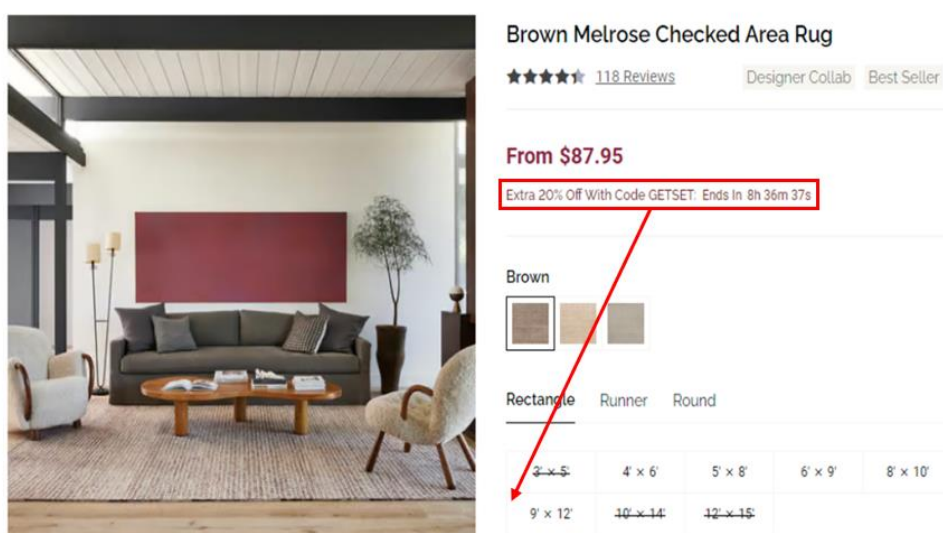 Brown Melrose Checked Area Rug
118 Reviews Designer Collab Best Seller
From $87.95
Extra 20% Off With Code GETSET: Ends In 8h 36m 37s
Brown
Rectangle Runner Round
3' × 5' 4' × 6' 5' × 8' 6' × 9' 8' × 10'
9' × 12' 10' × 14' 12' × 15'